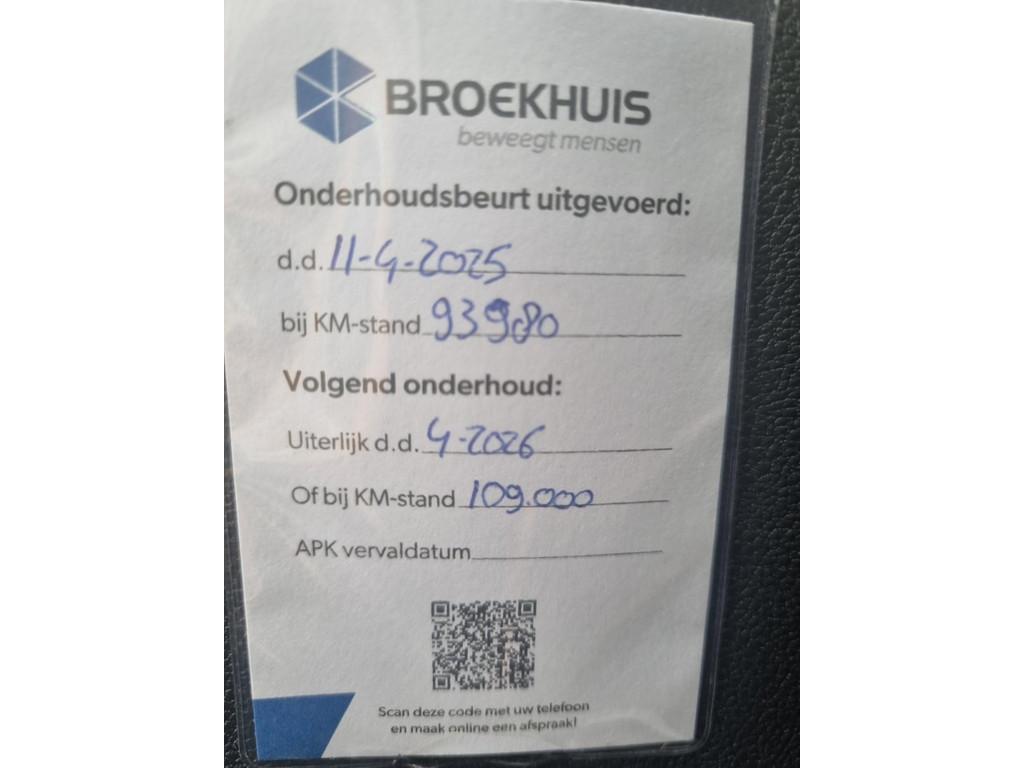 BROEKHUIS
beweegt mensen
Onderhoudsbeurt uitgevoerd:
d.d. 11-4-2025
bij KM-stand 93980
Volgend onderhoud:
Uiterlijk d.d. 4-2026
Of bij KM-stand 109.000
APK vervaldatum
Scan deze code met uw telefoon
en maak online een afspraak!